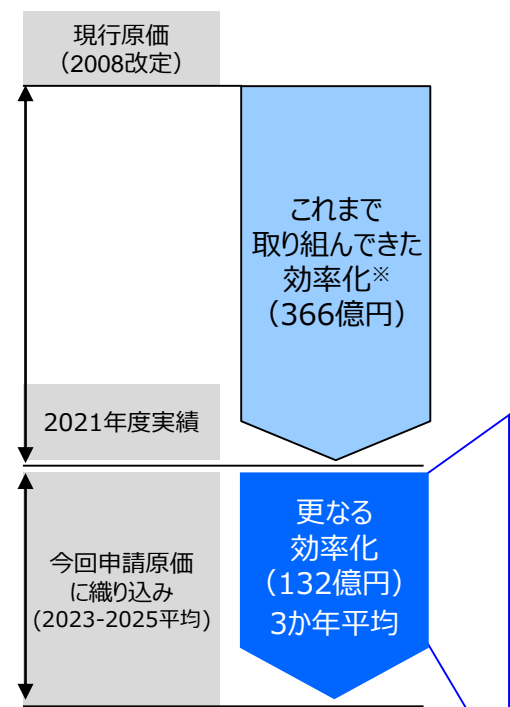 現行原価
（2008改定）
これまで
取り組んできた
効率化※
（366億円）
2021年度実績
今回申請原価
に織り込み
(2023-2025平均)
更なる
効率化
（132億円）
3か年平均